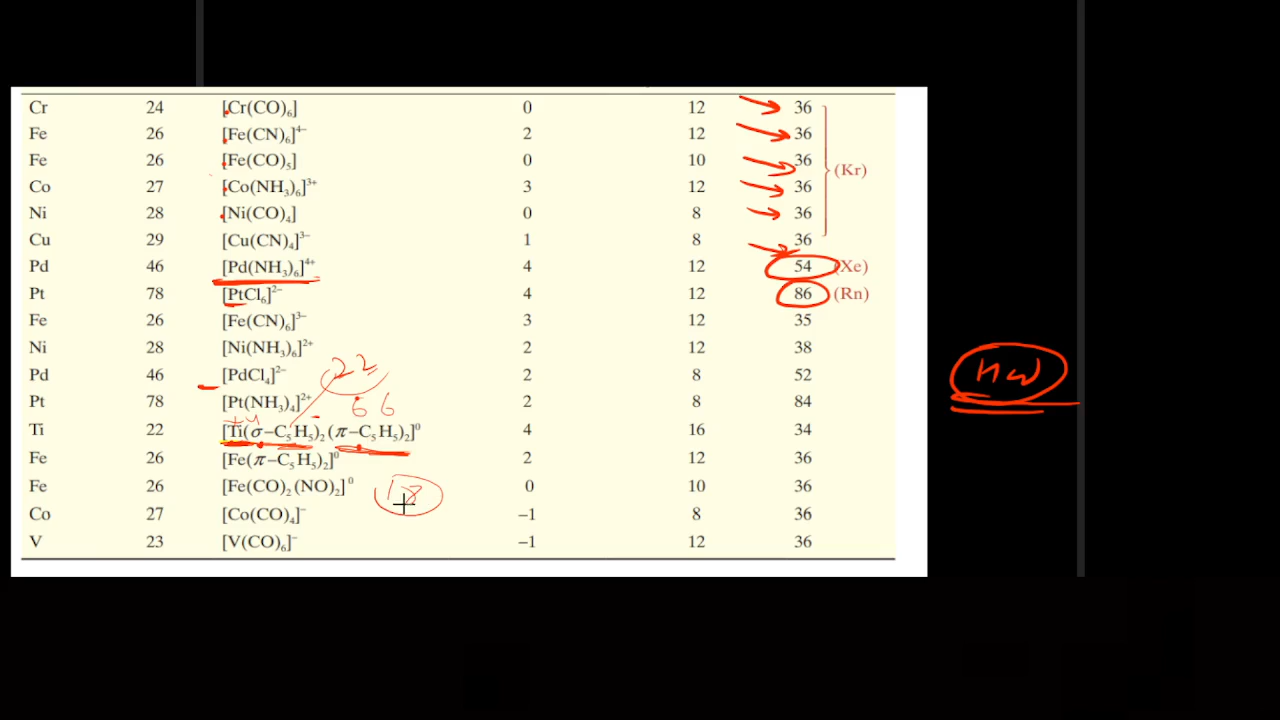 Cr 24 [Cr(CO)₆] 0 12 36
Fe 26 [Fe(CN)₆]⁴⁻ 2 12 36
Fe 26 [Fe(CO)₅] 0 10 36
(Kr)
Co 27 [Co(NH₃)₆]³⁺ 3 12 36
Ni 28 [Ni(CO)₄] 0 8 36
Cu 29 [Cu(CN)₄]³⁻ 1 8 36
Pd 46 [Pd(NH₃)₆]⁴⁺ 4 12 54 (Xe)
Pt 78 [PtCl₆]²⁻ 4 12 86 (Rn)
Fe 26 [Fe(CN)₆]³⁻ 3 12 35
Ni 28 [Ni(NH₃)₆]²⁺ 2 12 38
22
Pd 46 [PdCl₄]²⁻ 2 8 52
HW
Pt 78 [Pt(NH₃)₄]²⁺ 2 8 84
6 6
+4
Ti 22 [Ti(σ–C₅H₅)₂(π–C₅H₅)₂]⁰ 4 16 34
Fe 26 [Fe(π–C₅H₅)₂]⁰ 2 12 36
Fe 26 [Fe(CO)₂(NO)₂]⁰ 0 10 36
18
Co 27 [Co(CO)₄]⁻ –1 8 36
V 23 [V(CO)₆]⁻ –1 12 36